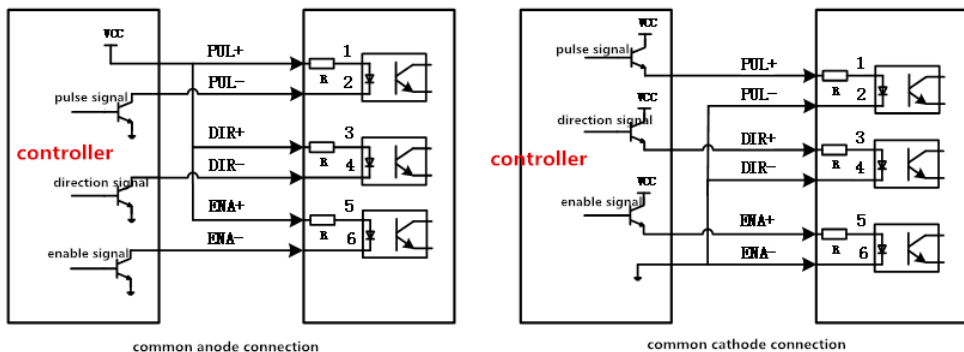 VCC
PUL+
1
R
PUL-
2
pulse signal
DIR+
3
controller
R
DIR-
4
direction signal
ENA+
5
R
ENA-
6
enable signal
common anode connection
VCC
pulse signal
PUL+
1
R
PUL-
2
VCC
direction signal
DIR+
3
controller
R
DIR-
4
VCC
enable signal
ENA+
5
R
ENA-
6
common cathode connection